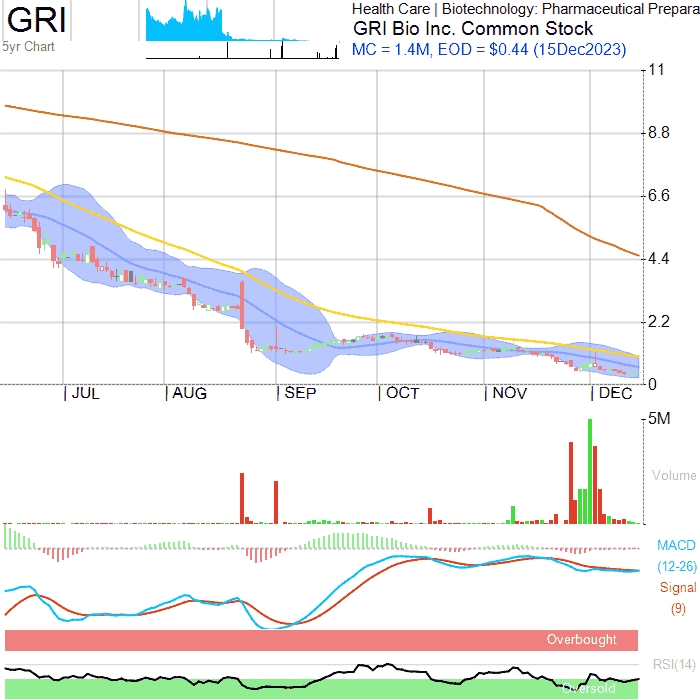 GRI
5yr Chart
Health Care | Biotechnology: Pharmaceutical Prepara
GRI Bio Inc. Common Stock
MC = 1.4M, EOD = $0.44 (15Dec2023)
11
8.8
6.6
4.4
2.2
0
JUL
AUG
SEP
OCT
NOV
DEC
5M
Volume
MACD
(12-26)
Signal
(9)
Overbought
RSI(14)
Oversold